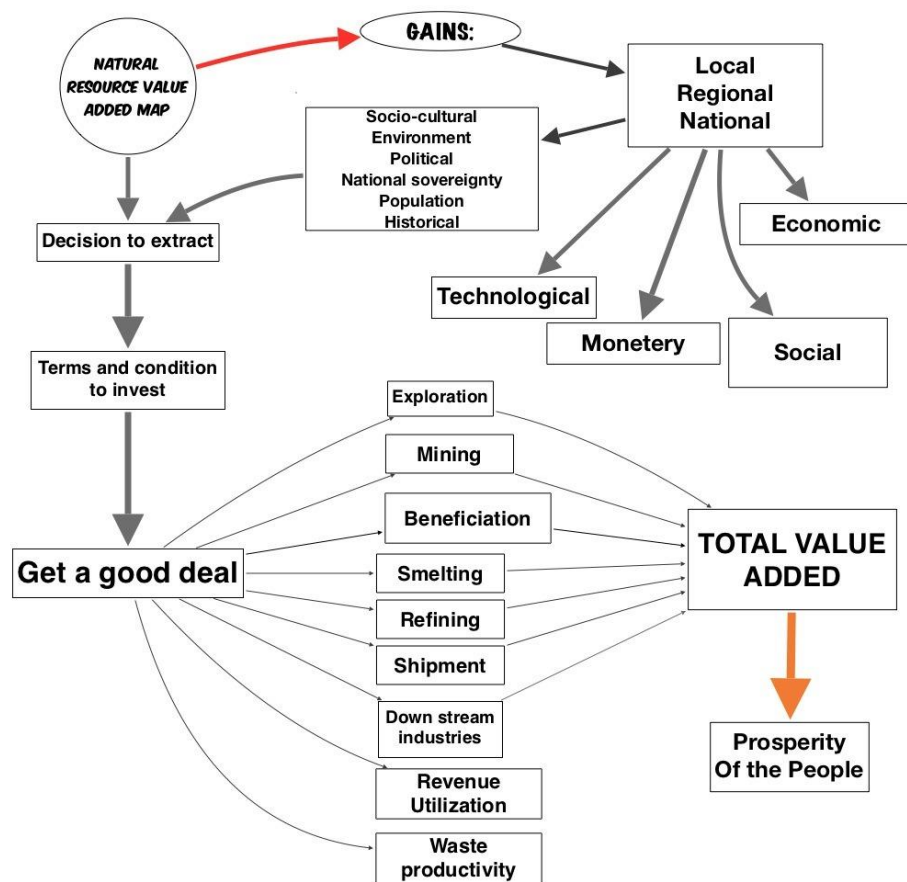 NATURAL
RESOURCE VALUE
ADDED MAP
GAINS:
Local
Regional
National
Socio-cultural
Environment
Political
National sovereignty
Population
Historical
Economic
Decision to extract
Technological
Monetery
Social
Terms and condition
to invest
Exploration
Mining
Beneficiation
Get a good deal
Smelting
Refining
Shipment
Down stream
industries
Revenue
Utilization
Waste
productivity
TOTAL VALUE
ADDED
Prosperity
Of the People